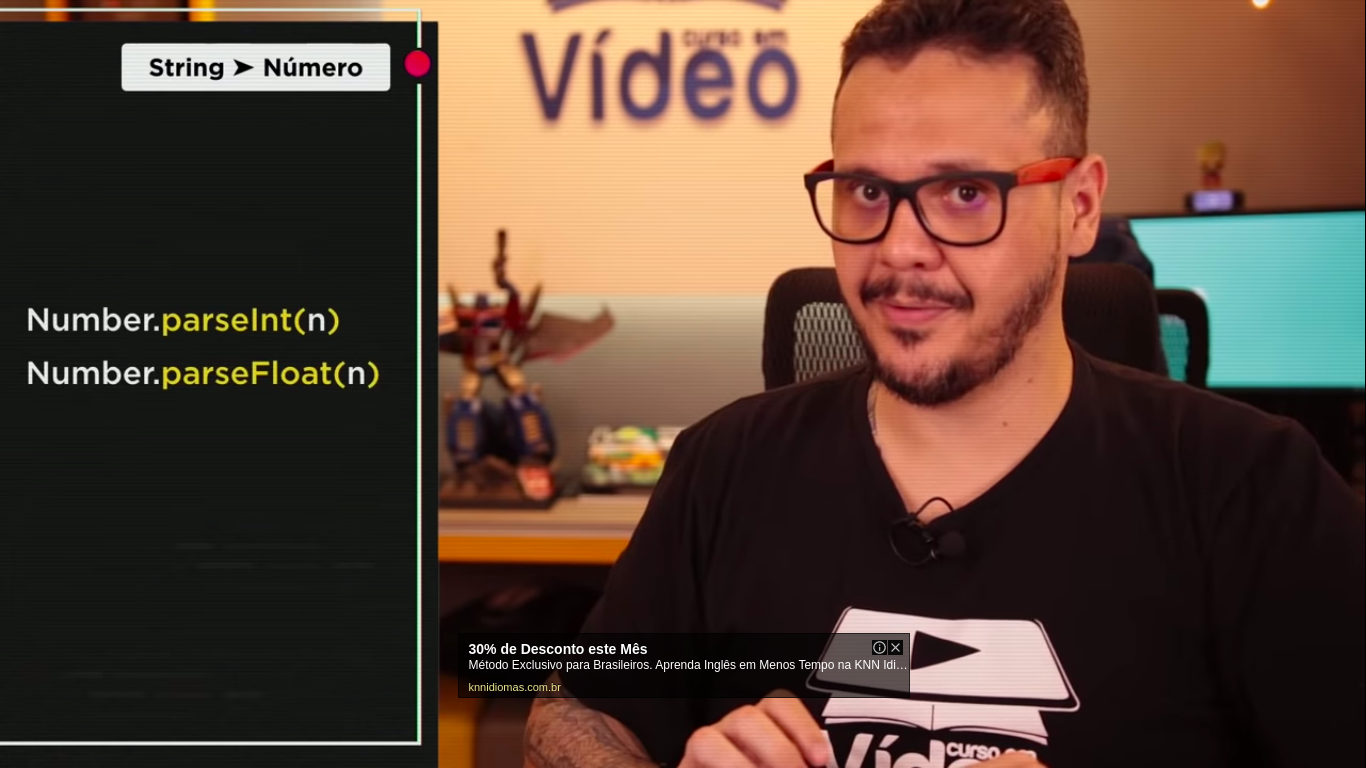 String ➤ Número
Number.parseInt(n)
Number.parseFloat(n)
curso em
Vídeo
30% de Desconto este Mês
Método Exclusivo para Brasileiros. Aprenda Inglês em Menos Tempo na KNN Idi...
knnidiomas.com.br
curso em
Vídeo